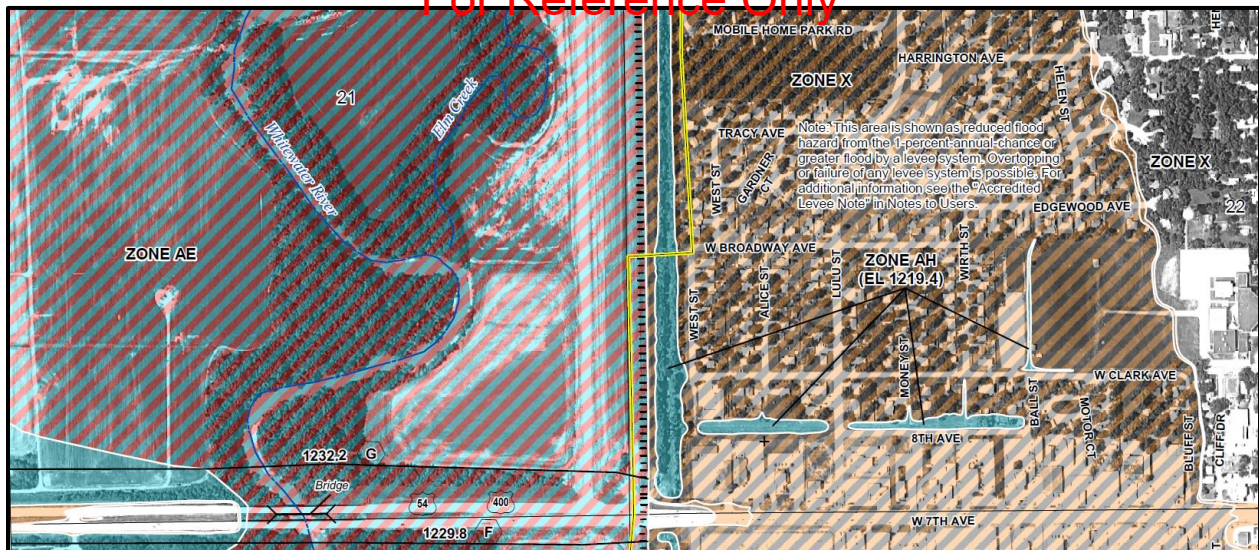 For Reference Only
MOBILE HOME PARK RD
HARRINGTON AVE
HELEN ST
ZONE X
21
Elm Creek
Whitewater River
TRACY AVE
GARDNER CT
WEST ST
Note: This area is shown as reduced flood
hazard from the 1-percent-annual-chance or
greater flood by a levee system. Overtopping
or failure of any levee system is possible. For
additional information see the "Accredited
Levee Note" in Notes to Users.
ZONE X
22
EDGEWOOD AVE
ZONE AE
W BROADWAY AVE
ZONE AH
(EL 1219.4)
WEST ST
ALICE ST
LULU ST
WIRTH ST
MONEY ST
W CLARK AVE
BALL ST
MOTOR CT
8TH AVE
BLUFF ST
CLIFF DR
1232.2 G
Bridge
54
400
1229.8 F
W 7TH AVE